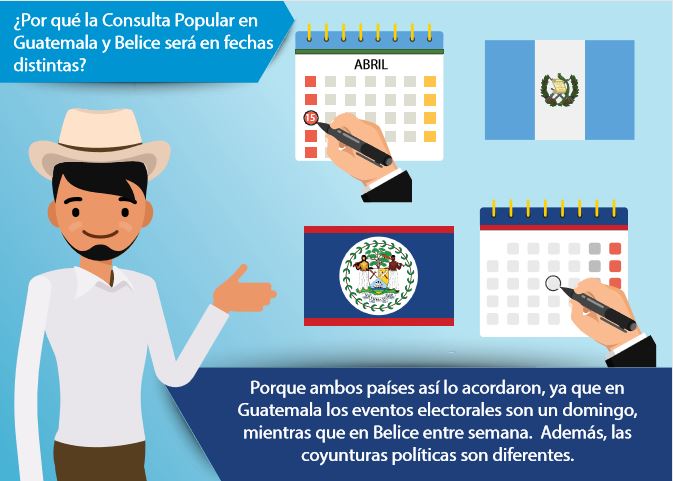 ¿Por qué la Consulta Popular en
Guatemala y Belice será en fechas
distintas?
ABRIL
15
Porque ambos países así lo acordaron, ya que en
Guatemala los eventos electorales son un domingo,
mientras que en Belice entre semana.  Además, las
coyunturas políticas son diferentes.